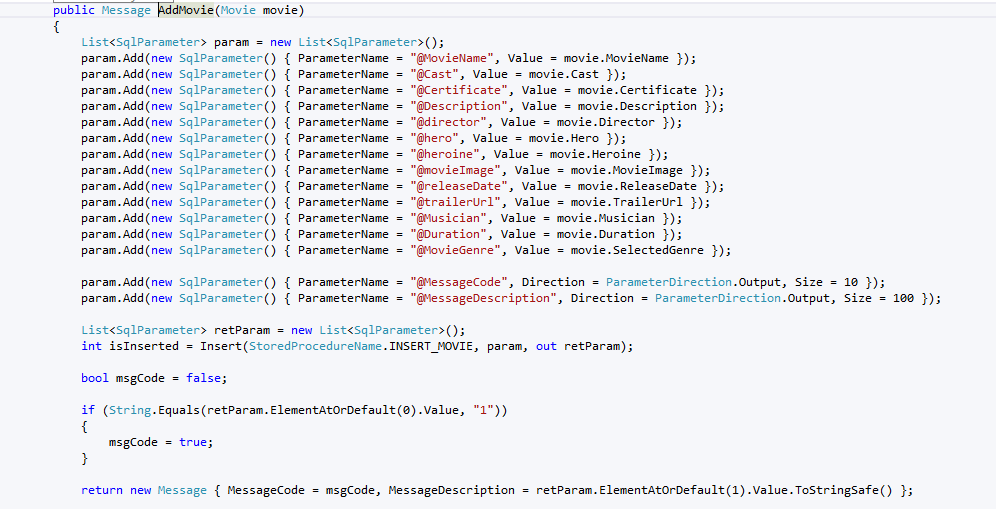 public Message AddMovie(Movie movie)
{
List<SqlParameter> param = new List<SqlParameter>();
param.Add(new SqlParameter() { ParameterName = "@MovieName", Value = movie.MovieName });
param.Add(new SqlParameter() { ParameterName = "@Cast", Value = movie.Cast });
param.Add(new SqlParameter() { ParameterName = "@Certificate", Value = movie.Certificate });
param.Add(new SqlParameter() { ParameterName = "@Description", Value = movie.Description });
param.Add(new SqlParameter() { ParameterName = "@director", Value = movie.Director });
param.Add(new SqlParameter() { ParameterName = "@hero", Value = movie.Hero });
param.Add(new SqlParameter() { ParameterName = "@heroine", Value = movie.Heroine });
param.Add(new SqlParameter() { ParameterName = "@movieImage", Value = movie.MovieImage });
param.Add(new SqlParameter() { ParameterName = "@releaseDate", Value = movie.ReleaseDate });
param.Add(new SqlParameter() { ParameterName = "@trailerUrl", Value = movie.TrailerUrl });
param.Add(new SqlParameter() { ParameterName = "@Musician", Value = movie.Musician });
param.Add(new SqlParameter() { ParameterName = "@Duration", Value = movie.Duration });
param.Add(new SqlParameter() { ParameterName = "@MovieGenre", Value = movie.SelectedGenre });
param.Add(new SqlParameter() { ParameterName = "@MessageCode", Direction = ParameterDirection.Output, Size = 10 });
param.Add(new SqlParameter() { ParameterName = "@MessageDescription", Direction = ParameterDirection.Output, Size = 100 });
List<SqlParameter> retParam = new List<SqlParameter>();
int isInserted = Insert(StoredProcedureName.INSERT_MOVIE, param, out retParam);
bool msgCode = false;
if (String.Equals(retParam.ElementAtOrDefault(0).Value, "1"))
{
msgCode = true;
}
return new Message { MessageCode = msgCode, MessageDescription = retParam.ElementAtOrDefault(1).Value.ToStringSafe() };